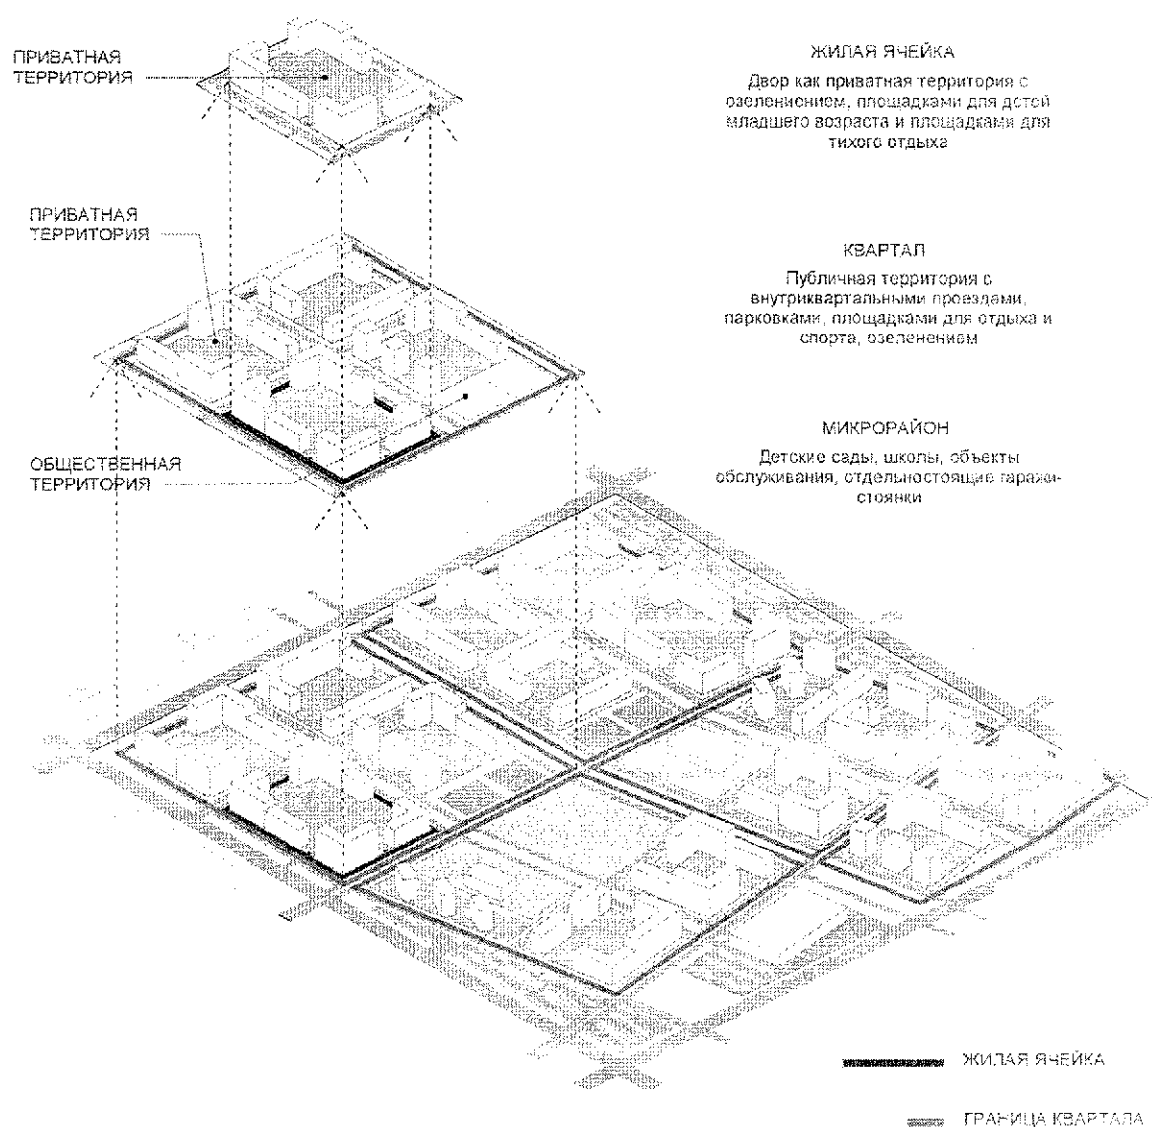 ПРИВАТНАЯ
ТЕРРИТОРИЯ
ЖИЛАЯ ЯЧЕЙКА
Двор как приватная территория с
озеленением, площадками для детей
младшего возраста и площадками для
тихого отдыха
ПРИВАТНАЯ
ТЕРРИТОРИЯ
КВАРТАЛ
Публичная территория с
внутриквартальными проездами,
парковками, площадками для отдыха и
спорта, озеленением
МИКРОРАЙОН
Детские сады, школы, объекты
обслуживания, отдельностоящие гаражи-
стоянки
ОБЩЕСТВЕННАЯ
ТЕРРИТОРИЯ
ЖИЛАЯ ЯЧЕЙКА
ГРАНИЦА КВАРТАЛА